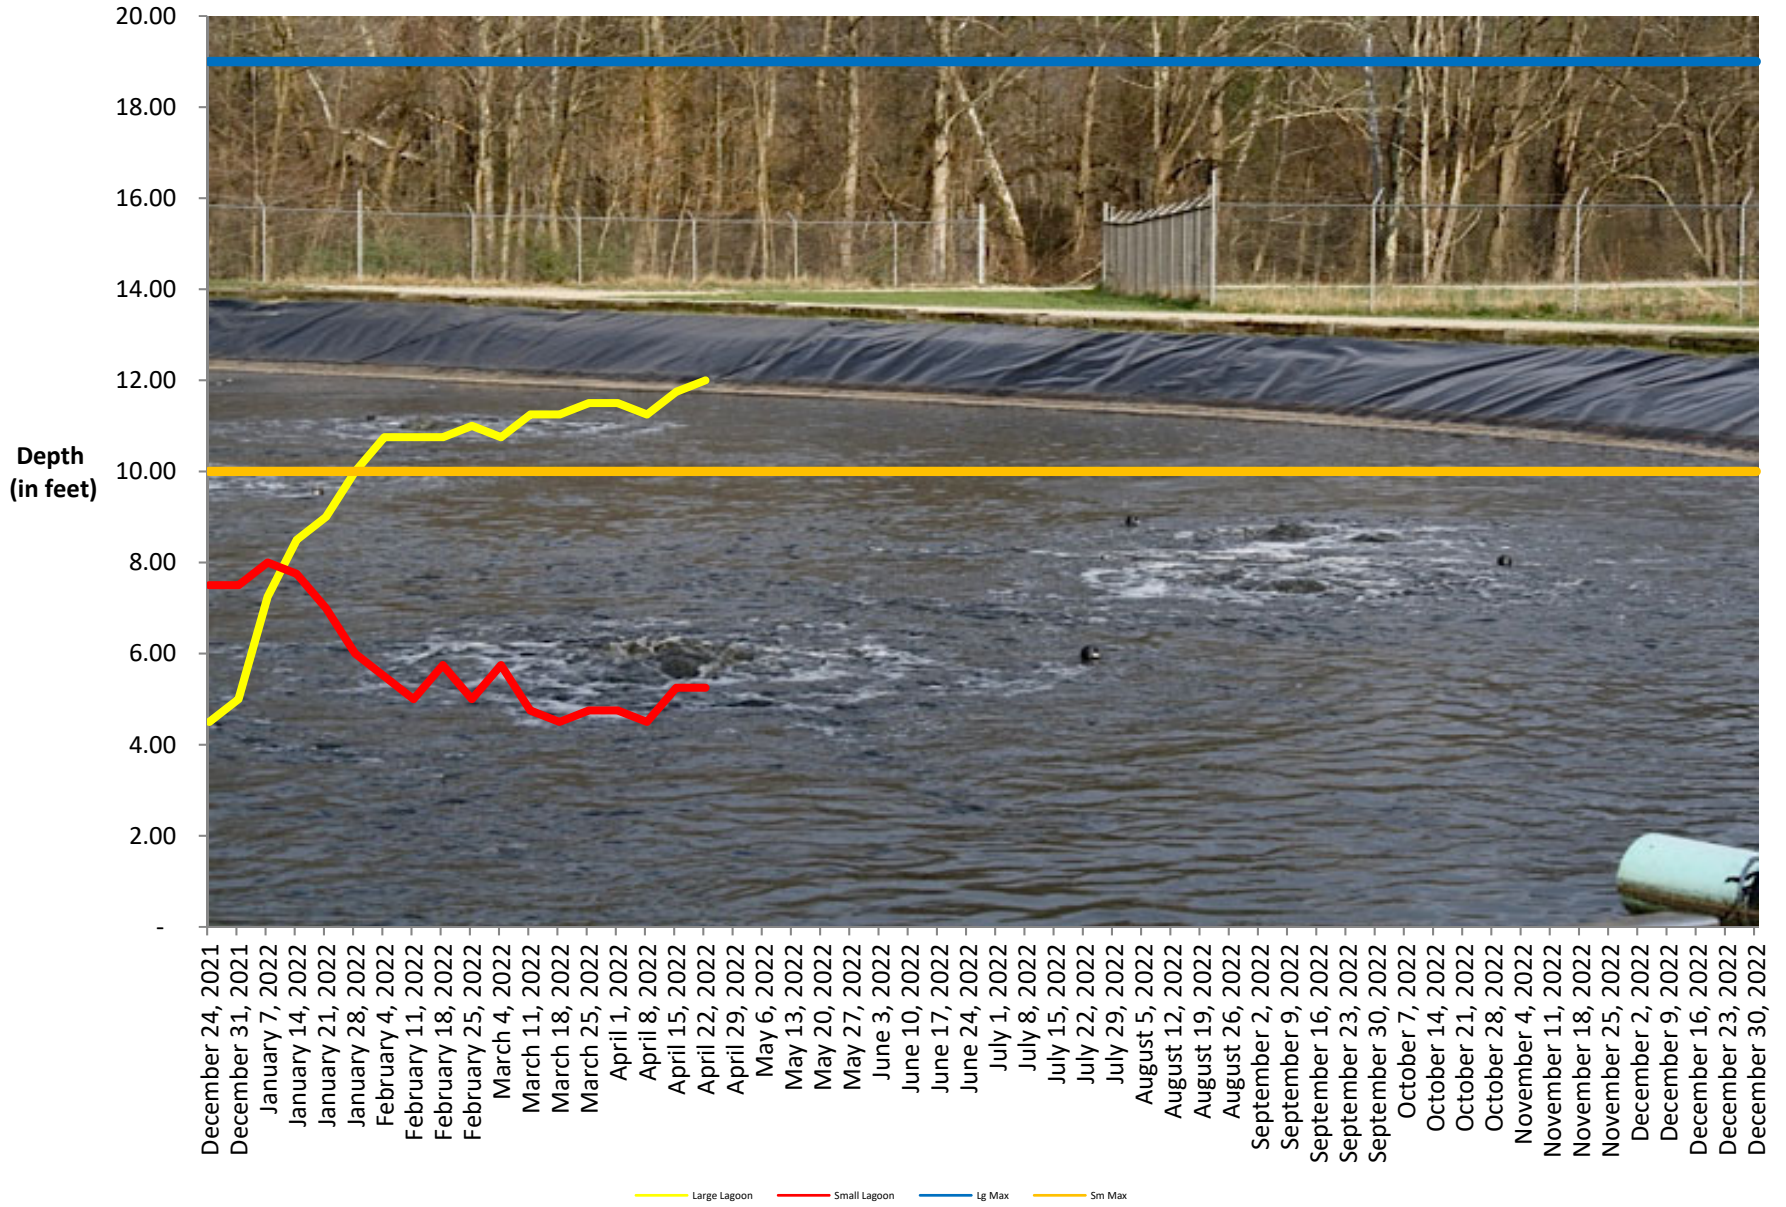 20.00
18.00
16.00
14.00
12.00
10.00
8.00
6.00
4.00
2.00
-
Depth
(in feet)
December 24, 2021
December 31, 2021
January 7, 2022
January 14, 2022
January 21, 2022
January 28, 2022
February 4, 2022
February 11, 2022
February 18, 2022
February 25, 2022
March 4, 2022
March 11, 2022
March 18, 2022
March 25, 2022
April 1, 2022
April 8, 2022
April 15, 2022
April 22, 2022
April 29, 2022
May 6, 2022
May 13, 2022
May 20, 2022
May 27, 2022
June 3, 2022
June 10, 2022
June 17, 2022
June 24, 2022
July 1, 2022
July 8, 2022
July 15, 2022
July 22, 2022
July 29, 2022
August 5, 2022
August 12, 2022
August 19, 2022
August 26, 2022
September 2, 2022
September 9, 2022
September 16, 2022
September 23, 2022
September 30, 2022
October 7, 2022
October 14, 2022
October 21, 2022
October 28, 2022
November 4, 2022
November 11, 2022
November 18, 2022
November 25, 2022
December 2, 2022
December 9, 2022
December 16, 2022
December 23, 2022
December 30, 2022
Large Lagoon
Small Lagoon
Lg Max
Sm Max